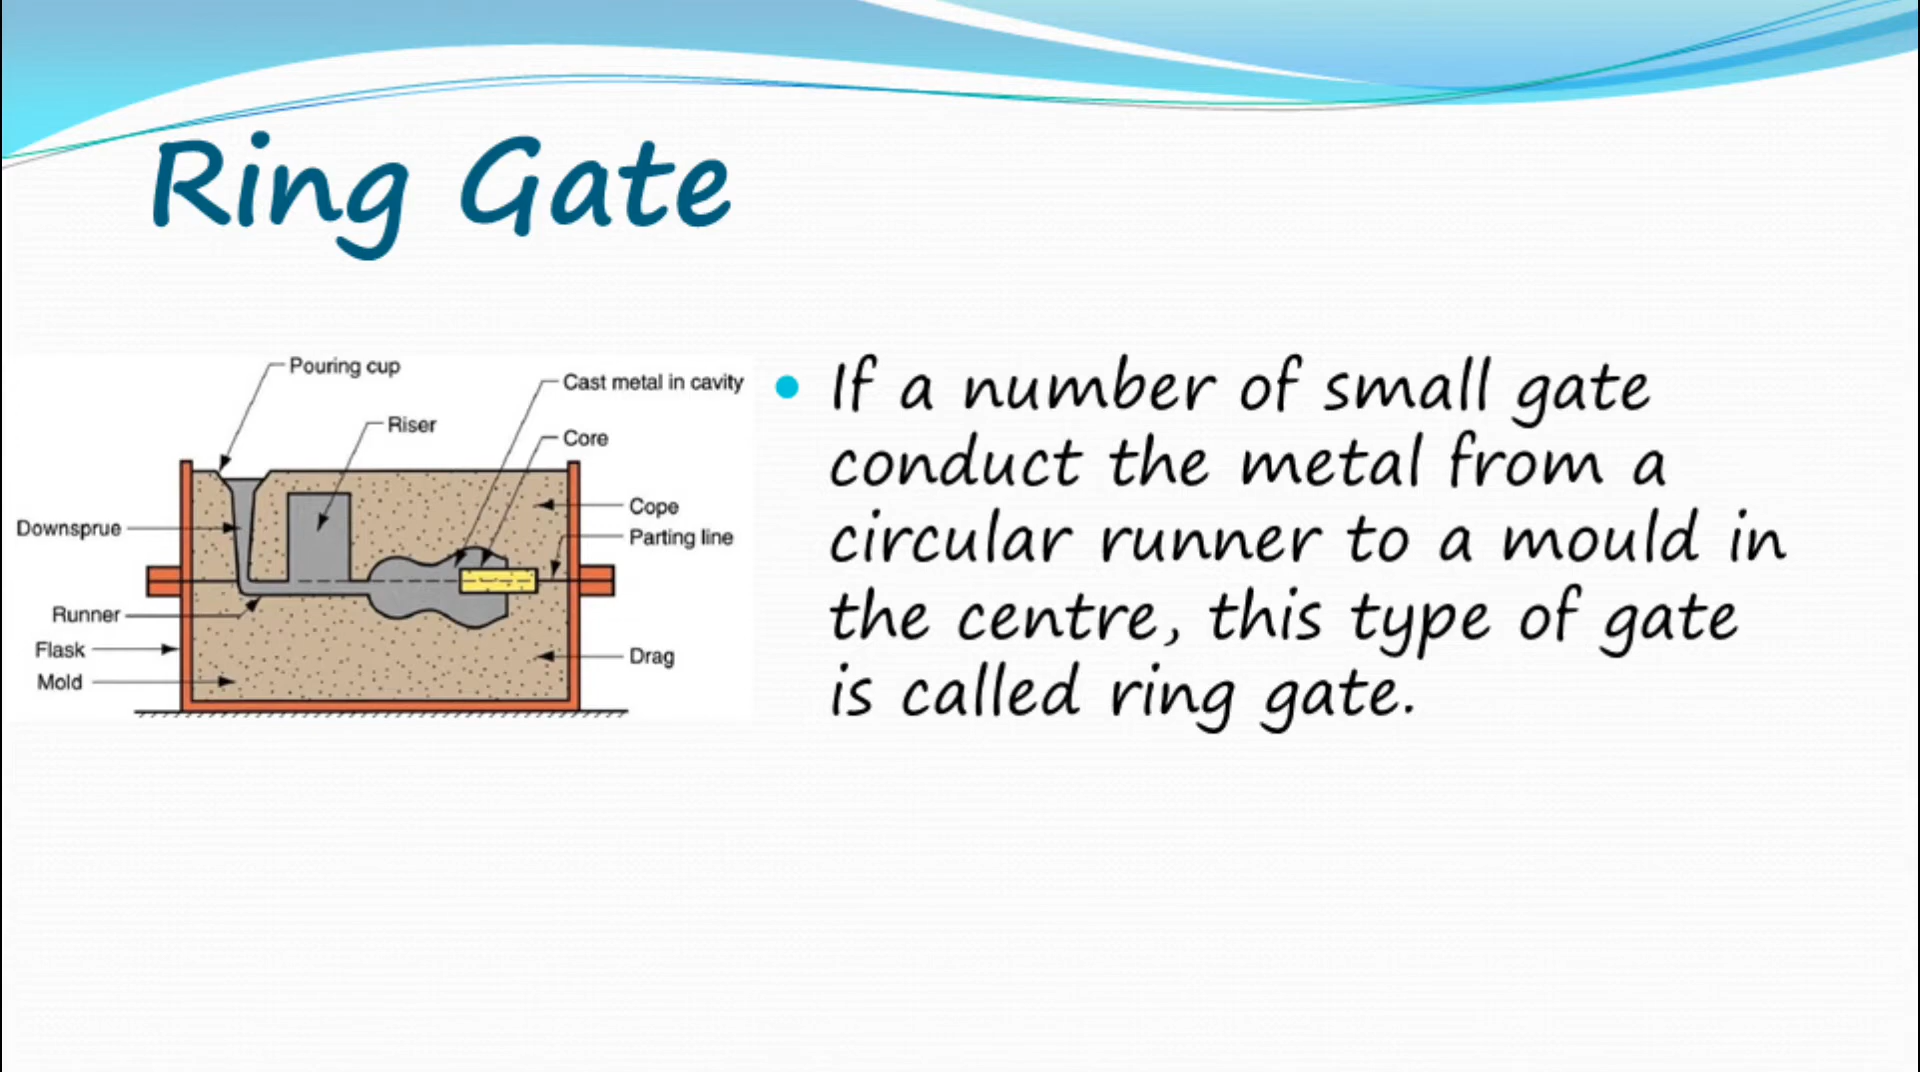 Ring Gate
Pouring cup
Cast metal in cavity
Riser
Core
Cope
Downsprue
Parting line
Runner
Flask
Drag
Mold
If a number of small gate
conduct the metal from a
circular runner to a mould in
the centre, this type of gate
is called ring gate.